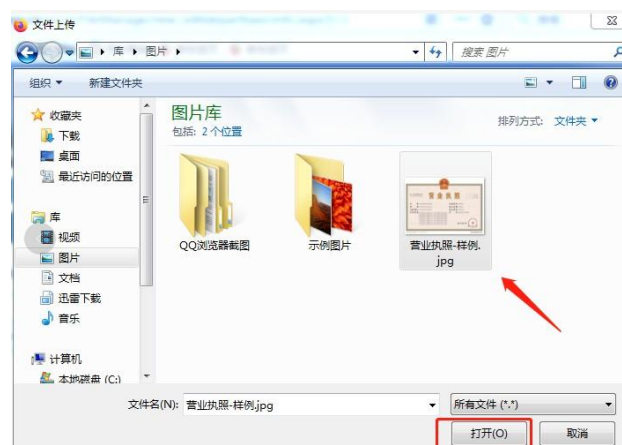 文件上传
库 图片
搜索 图片
组织 新建文件夹
收藏夹
下载
桌面
最近访问的位置
库
视频
图片
文档
迅雷下载
音乐
计算机
本地磁盘 (C:)
图片库
包括: 2 个位置
排列方式: 文件夹
QQ浏览器截图
示例图片
营业执照
营业执照-样例.
jpg
文件名(N): 营业执照-样例.jpg
所有文件 (*.*)
打开(O)
取消